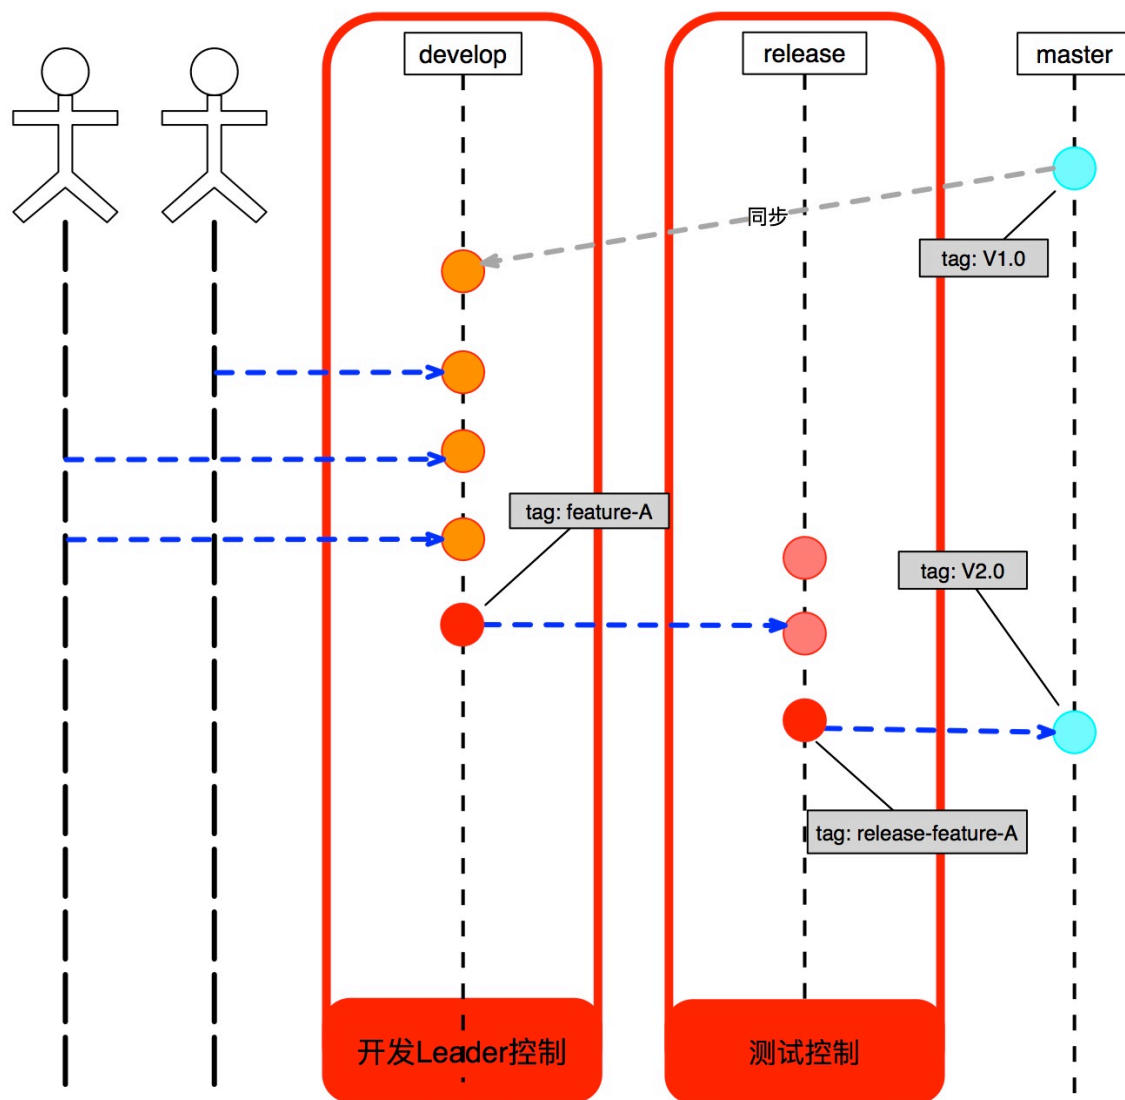 develop
release
master
同步
tag: V1.0
tag: feature-A
tag: V2.0
tag: release-feature-A
开发Leader控制
测试控制